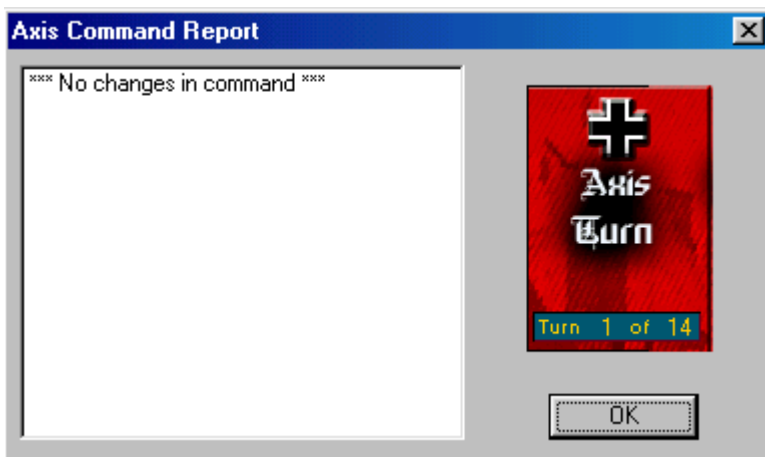 Axis Command Report
*** No changes in command ***
Axis
Turn
Turn 1 of 14
OK